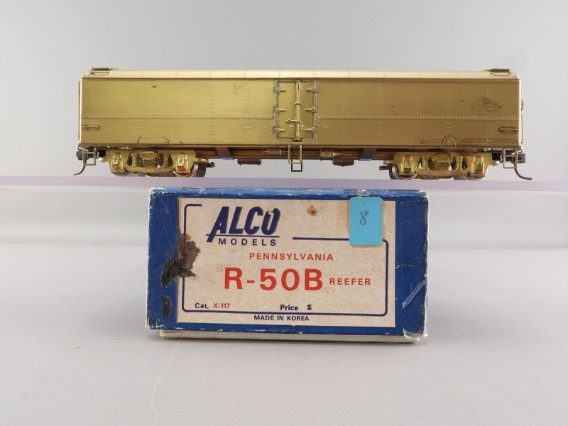 ALCO
MODELS
8
PENNSYLVANIA
R-50B REEFER
Cat. X-117 Price $
MADE IN KOREA